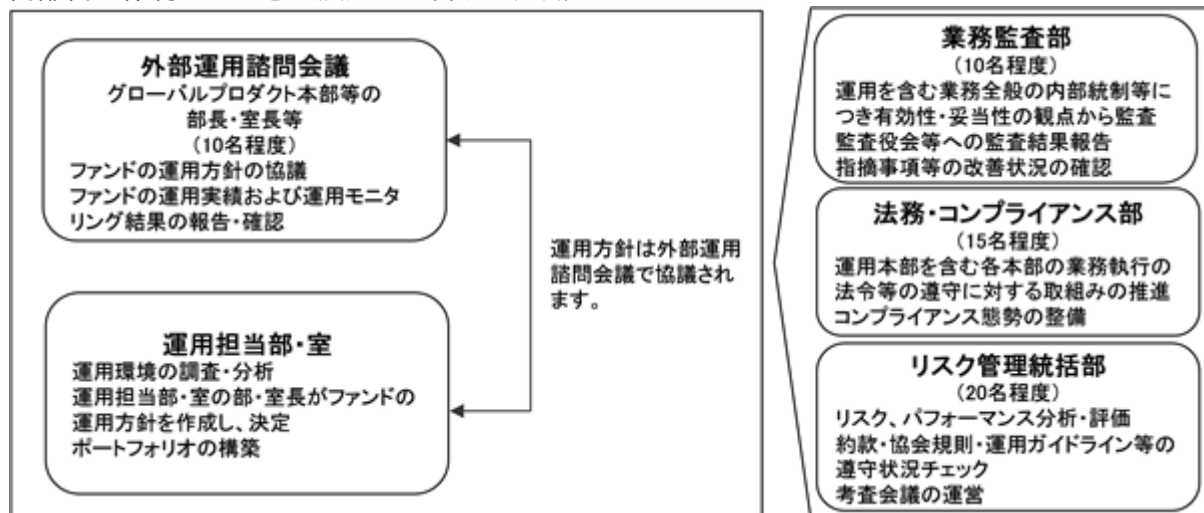 外部運用諮問会議
グローバルプロダクト本部等の
部長・室長等
(10名程度)
ファンドの運用方針の協議
ファンドの運用実績および運用モニタ
リング結果の報告・確認
運用方針は外部運用
諮問会議で協議され
ます。
運用担当部・室
運用環境の調査・分析
運用担当部・室の部・室長がファンドの
運用方針を作成し、決定
ポートフォリオの構築
業務監査部
(10名程度)
運用を含む業務全般の内部統制等に
つき有効性・妥当性の観点から監査
監査役会等への監査結果報告
指摘事項等の改善状況の確認
法務・コンプライアンス部
(15名程度)
運用本部を含む各本部の業務執行の
法令等の遵守に対する取組みの推進
コンプライアンス態勢の整備
リスク管理統括部
(20名程度)
リスク、パフォーマンス分析・評価
約款・協会規則・運用ガイドライン等の
遵守状況チェック
考査会議の運営